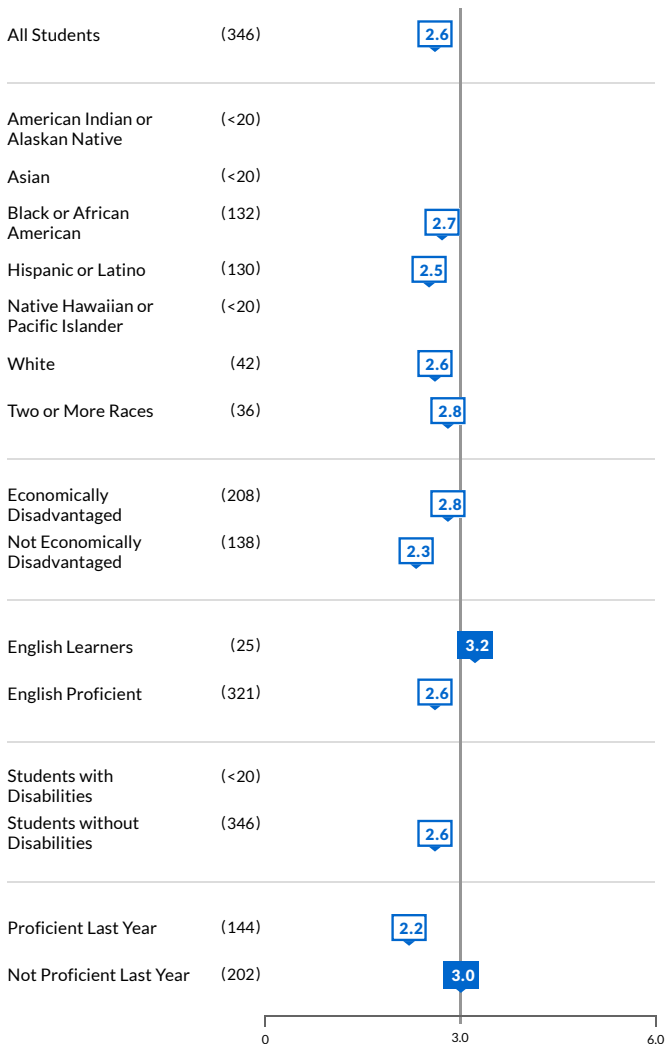 All Students (346) 2.6
American Indian or (<20)
Alaskan Native
Asian (<20)
Black or African (132) 2.7
American
Hispanic or Latino (130) 2.5
Native Hawaiian or (<20)
Pacific Islander
White (42) 2.6
Two or More Races (36) 2.8
Economically (208) 2.8
Disadvantaged
Not Economically (138) 2.3
Disadvantaged
English Learners (25) 3.2
English Proficient (321) 2.6
Students with (<20)
Disabilities
Students without (346) 2.6
Disabilities
Proficient Last Year (144) 2.2
Not Proficient Last Year (202) 3.0
0 3.0 6.0